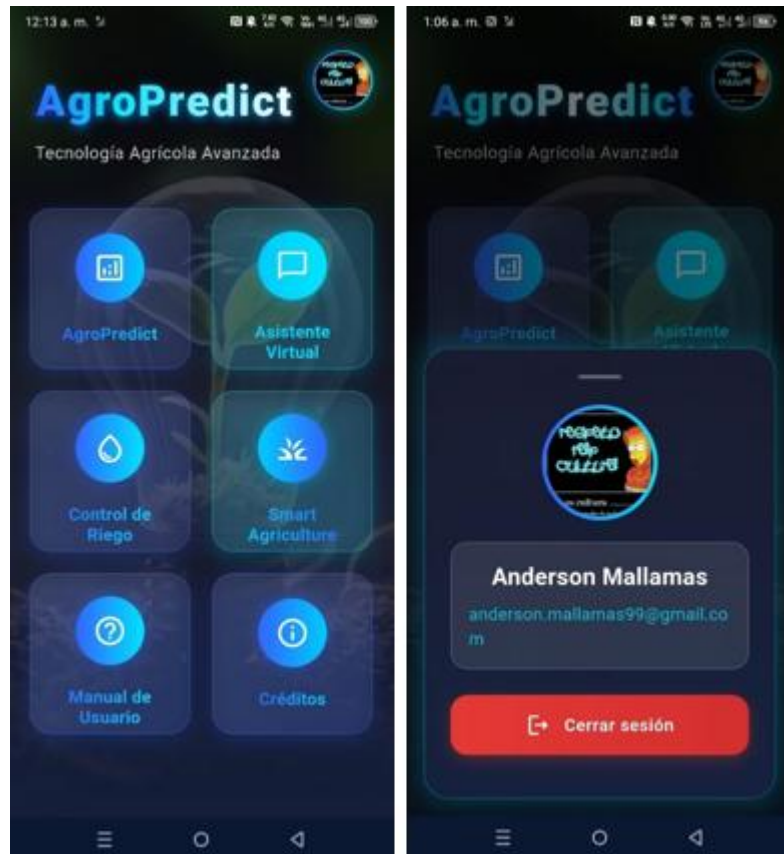 12:13 a. m.
AgroPredict
Tecnología Agrícola Avanzada
AgroPredict
Asistente
Virtual
Control de
Riego
Smart
Agriculture
Manual de
Usuario
Créditos
1:06 a. m.
AgroPredict
Tecnología Agrícola Avanzada
AgroPredict
Asistente
Anderson Mallamas
anderson.mallamas99@gmail.co
m
Cerrar sesión